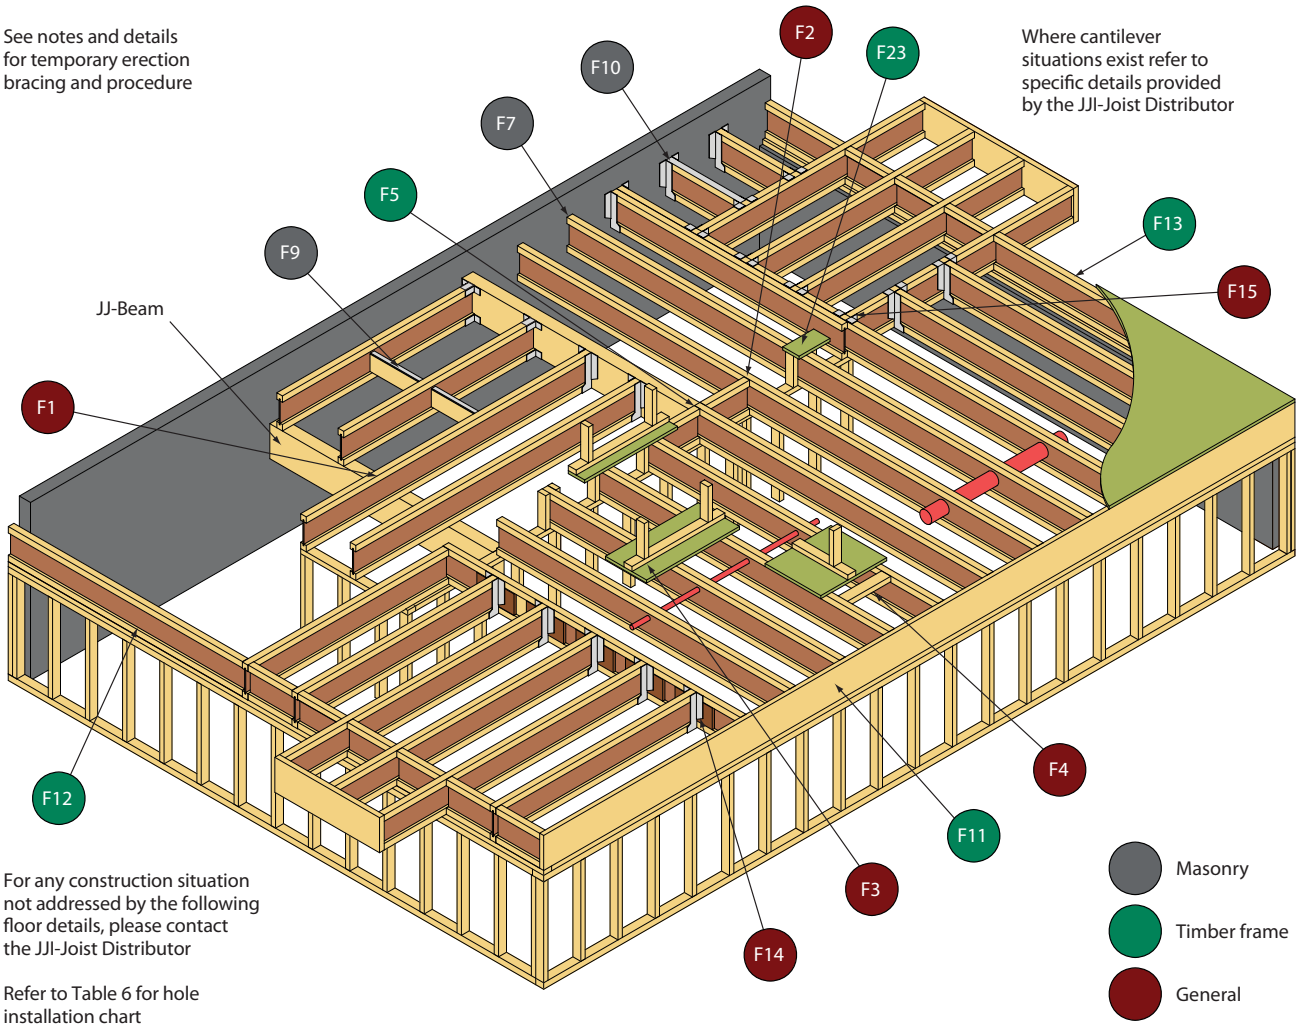 See notes and details
for temporary erection
bracing and procedure
F2
F23
Where cantilever
situations exist refer to
specific details provided
by the JJI-Joist Distributor
F10
F7
F5
F13
F9
F15
JJ-Beam
F1
F4
F12
F11
Masonry
For any construction situation
not addressed by the following
floor details, please contact
the JJI-Joist Distributor
F3
Timber frame
F14
General
Refer to Table 6 for hole
installation chart